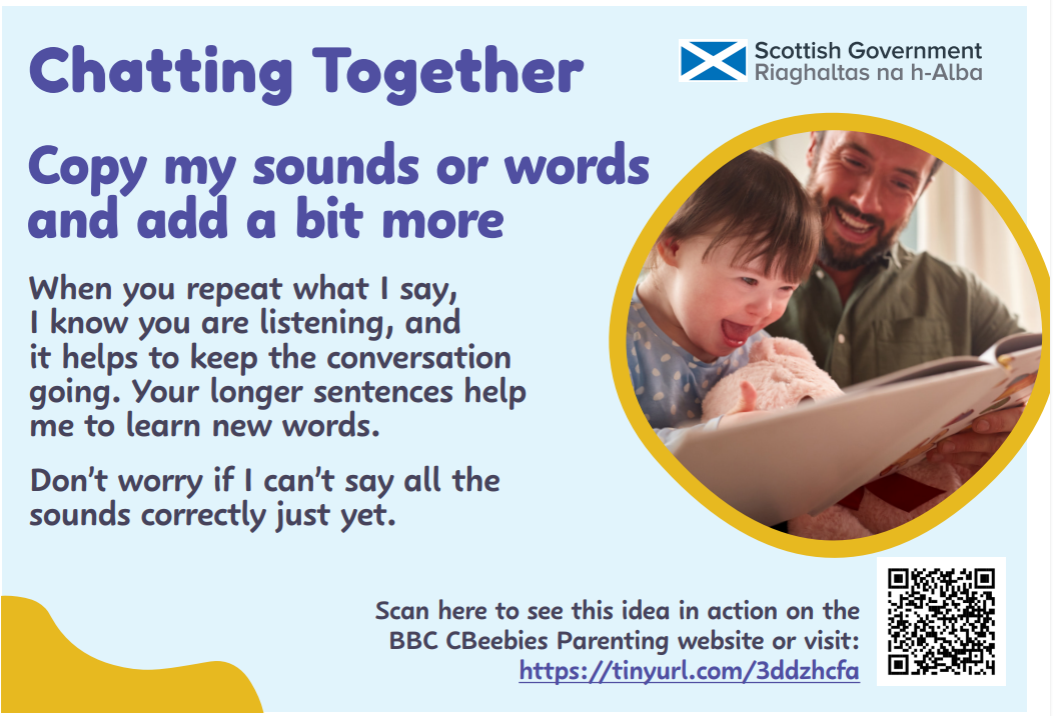 Chatting Together
Scottish Government
Riaghaltas na h-Alba
Copy my sounds or words
and add a bit more
When you repeat what I say,
I know you are listening, and
it helps to keep the conversation
going. Your longer sentences help
me to learn new words.
Don’t worry if I can’t say all the
sounds correctly just yet.
Scan here to see this idea in action on the
BBC CBeebies Parenting website or visit:
https://tinyurl.com/3ddzhcfa